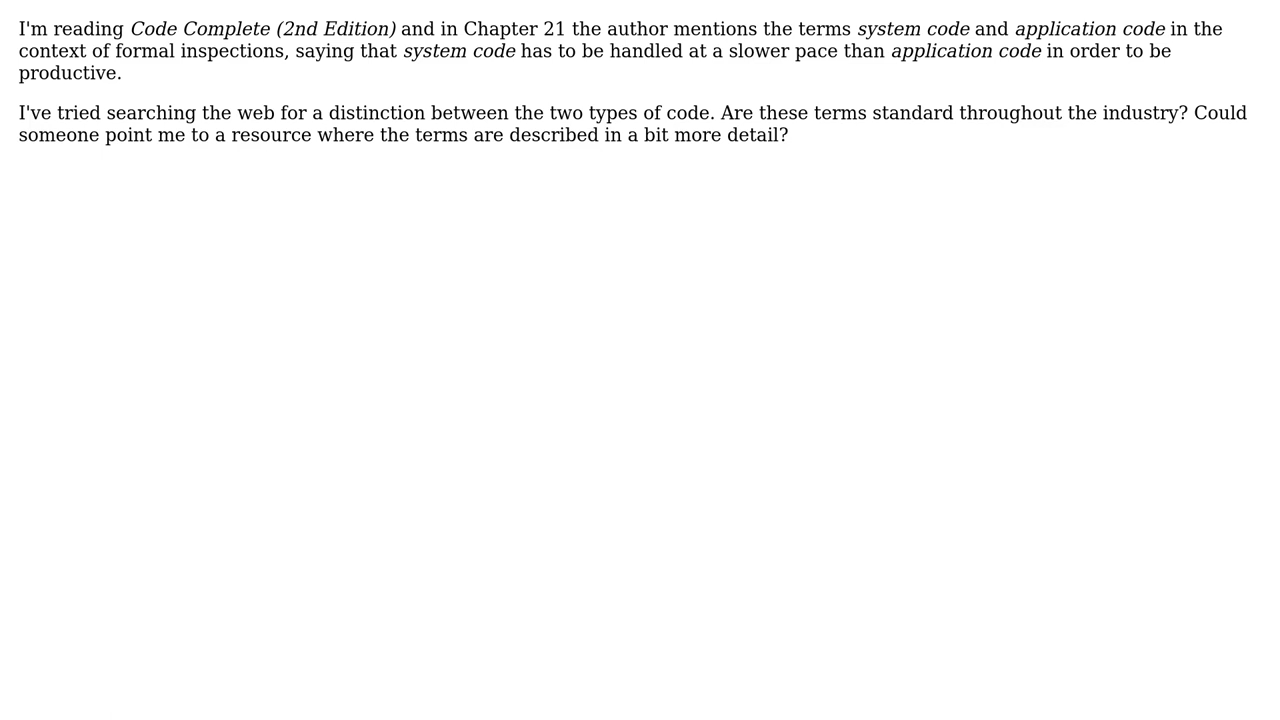 I'm reading Code Complete (2nd Edition) and in Chapter 21 the author mentions the terms system code and application code in the
context of formal inspections, saying that system code has to be handled at a slower pace than application code in order to be
productive.
I've tried searching the web for a distinction between the two types of code. Are these terms standard throughout the industry? Could
someone point me to a resource where the terms are described in a bit more detail?